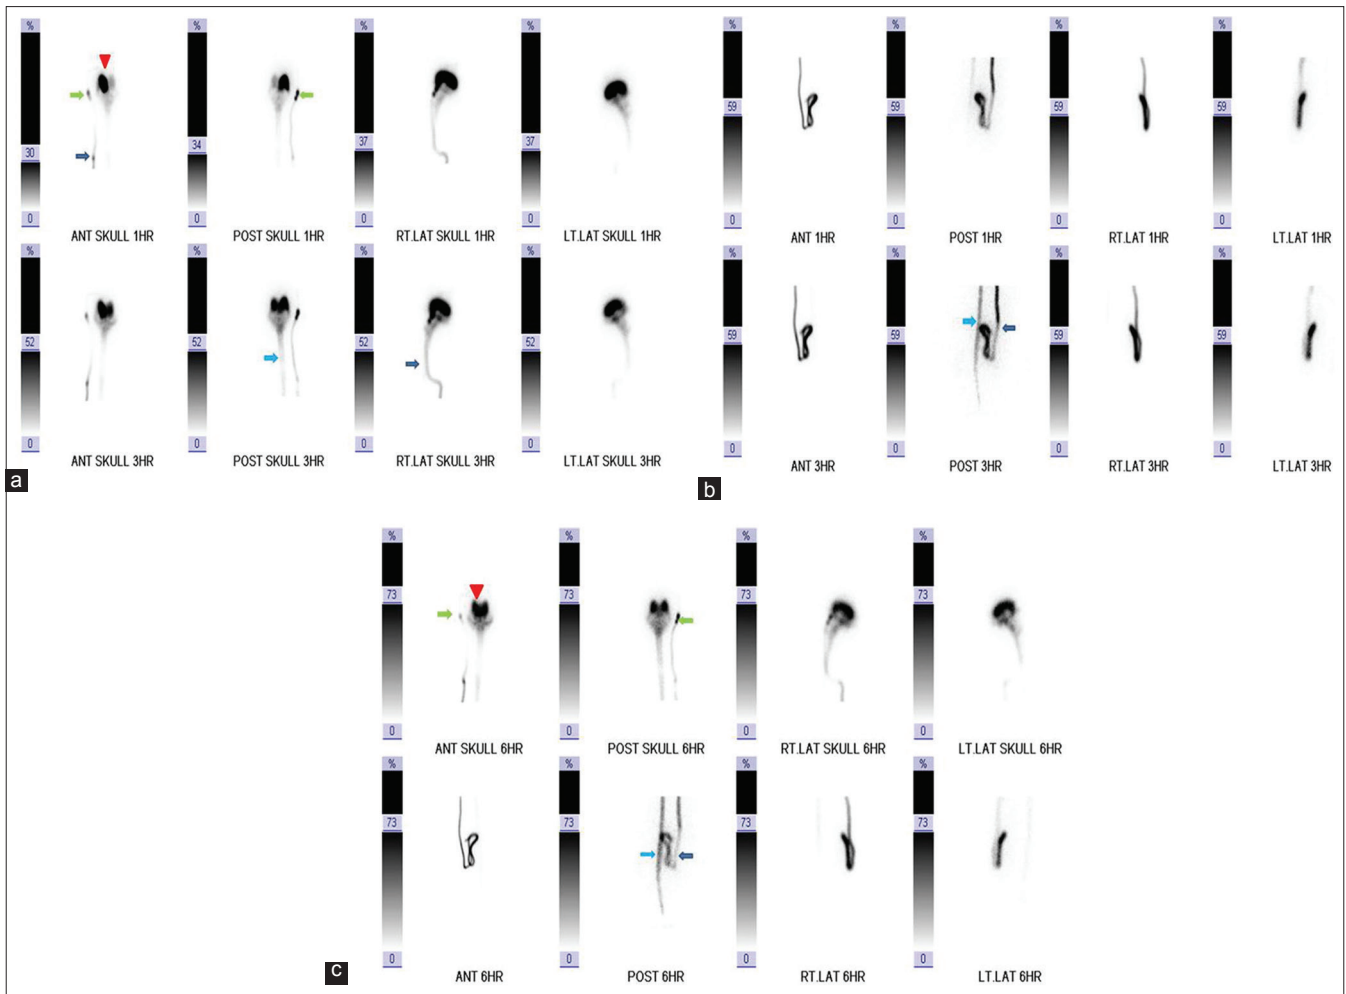 % % % %
30 34 37 37
0 0 0 0
ANT SKULL 1HR POST SKULL 1HR RT.LAT SKULL 1HR LT.LAT SKULL 1HR
% % % %
52 52 52 52
0 0 0 0
ANT SKULL 3HR POST SKULL 3HR RT.LAT SKULL 3HR LT.LAT SKULL 3HR
a
% % % %
59 59 59 59
0 0 0 0
ANT 1HR POST 1HR RT.LAT 1HR LT.LAT 1HR
% % % %
59 59 59 59
0 0 0 0
ANT 3HR POST 3HR RT.LAT 3HR LT.LAT 3HR
b
% % % %
73 73 73 73
0 0 0 0
ANT SKULL 6HR POST SKULL 6HR RT.LAT SKULL 6HR LT.LAT SKULL 6HR
% % % %
73 73 73 73
0 0 0 0
ANT 6HR POST 6HR RT.LAT 6HR LT.LAT 6HR
c